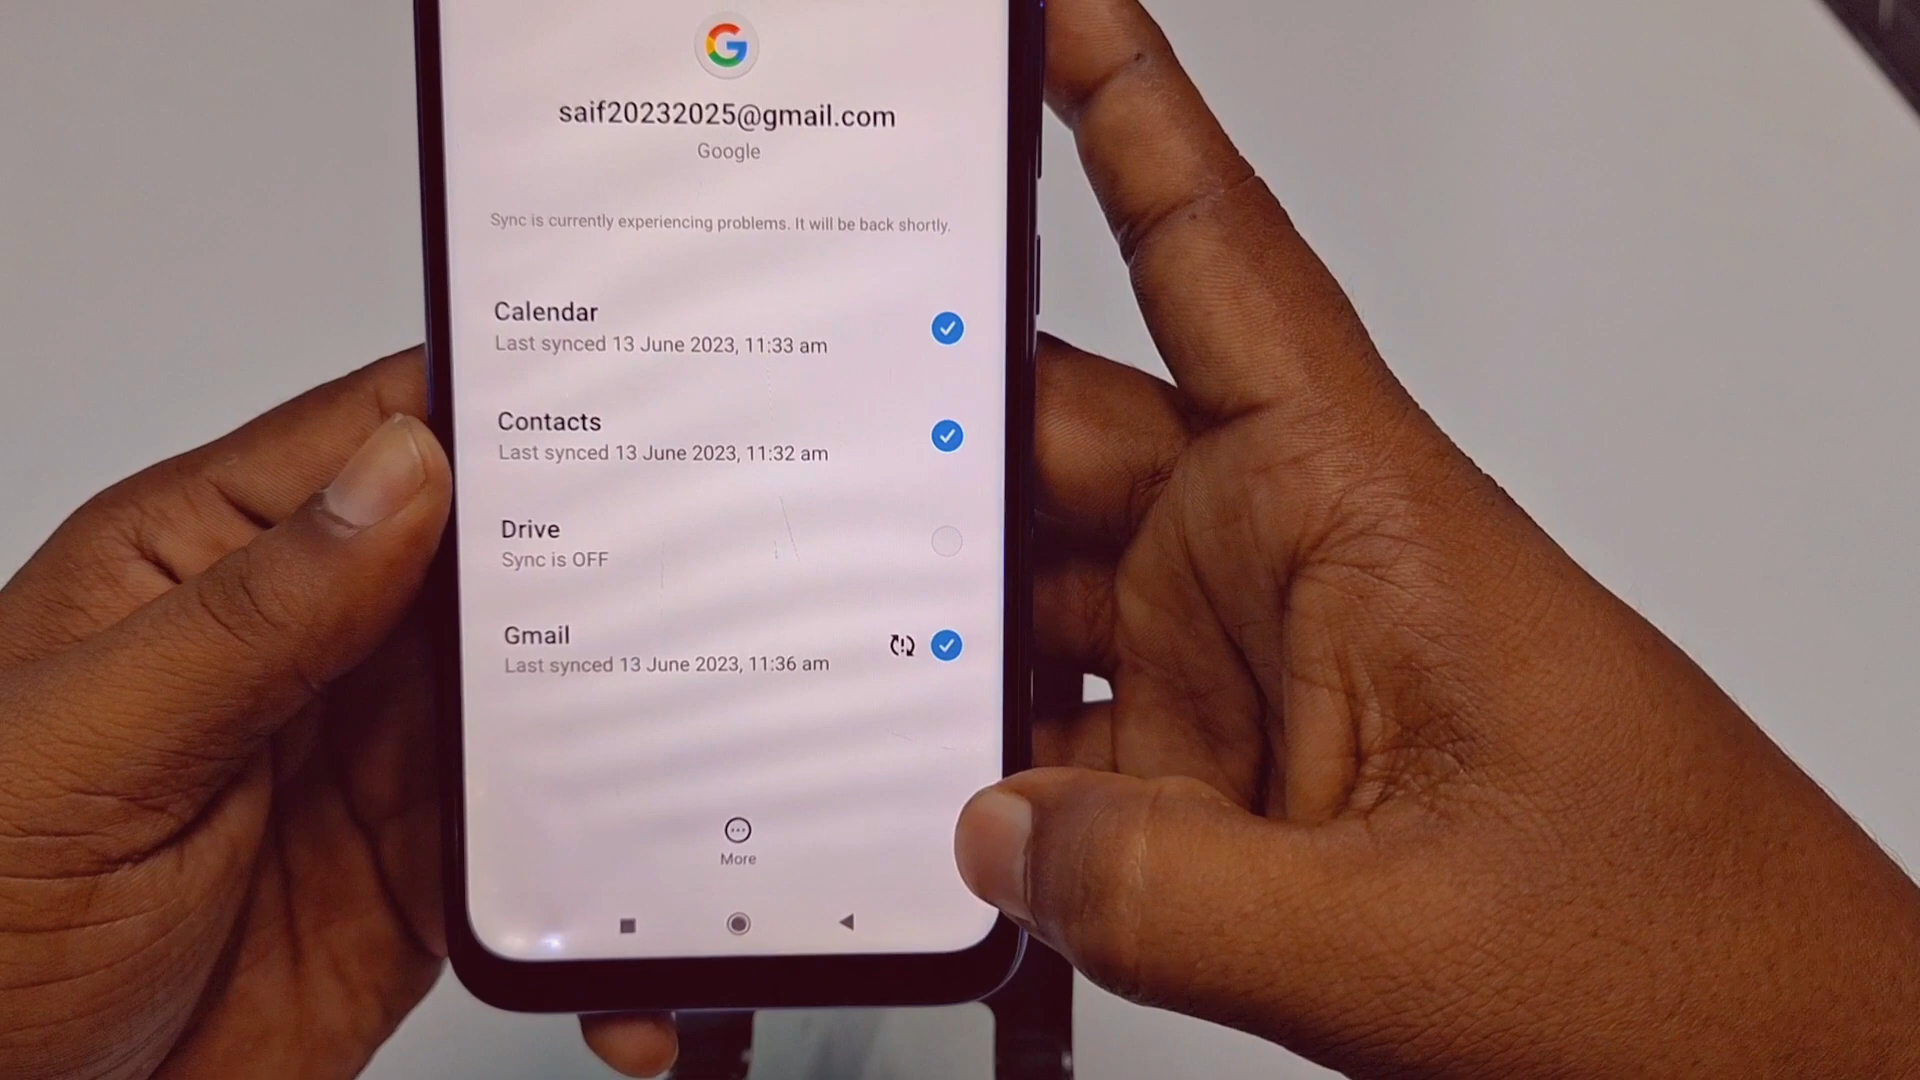 saif20232025@gmail.com
Google
Sync is currently experiencing problems. It will be back shortly.
Calendar
Last synced 13 June 2023, 11:33 am
Contacts
Last synced 13 June 2023, 11:32 am
Drive
Sync is OFF
Gmail
Last synced 13 June 2023, 11:36 am
More